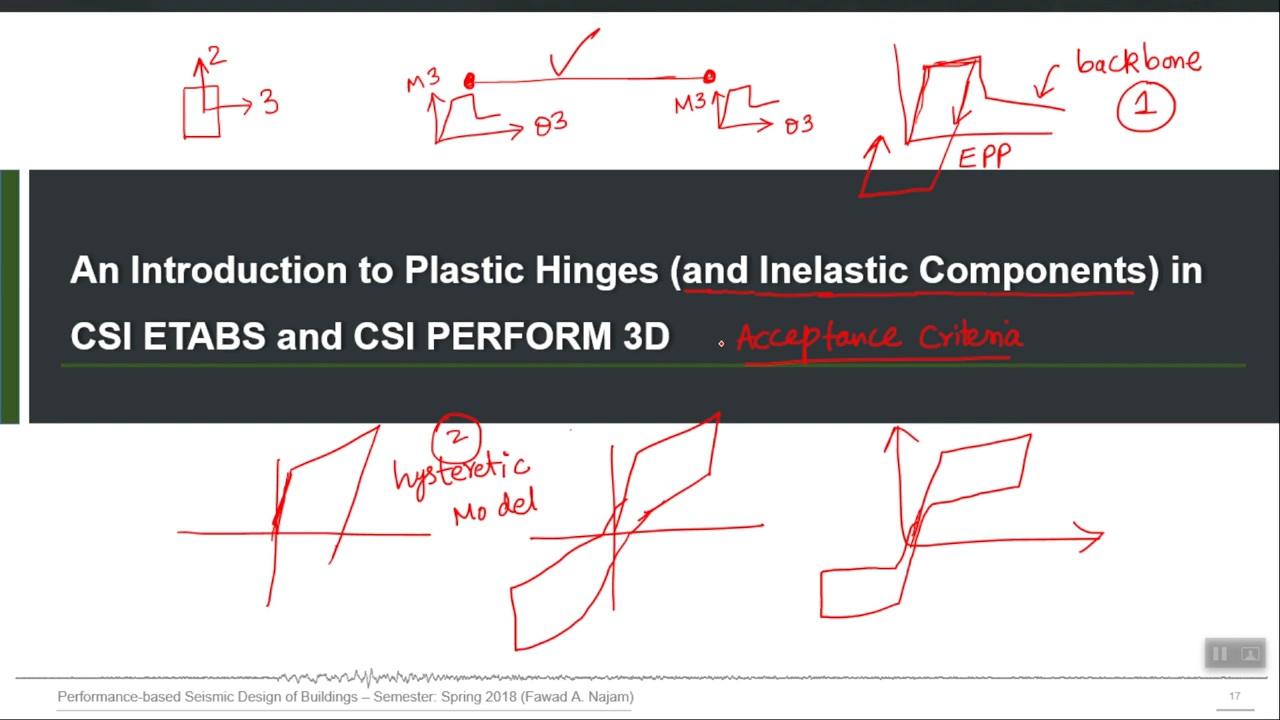 2
3
M3
θ3
M3
θ3
backbone
1
EPP
An Introduction to Plastic Hinges (and Inelastic Components) in
CSI ETABS and CSI PERFORM 3D
Acceptance Criteria
2
hysteretic
Model
Performance-based Seismic Design of Buildings – Semester: Spring 2018 (Fawad A. Najam)
17